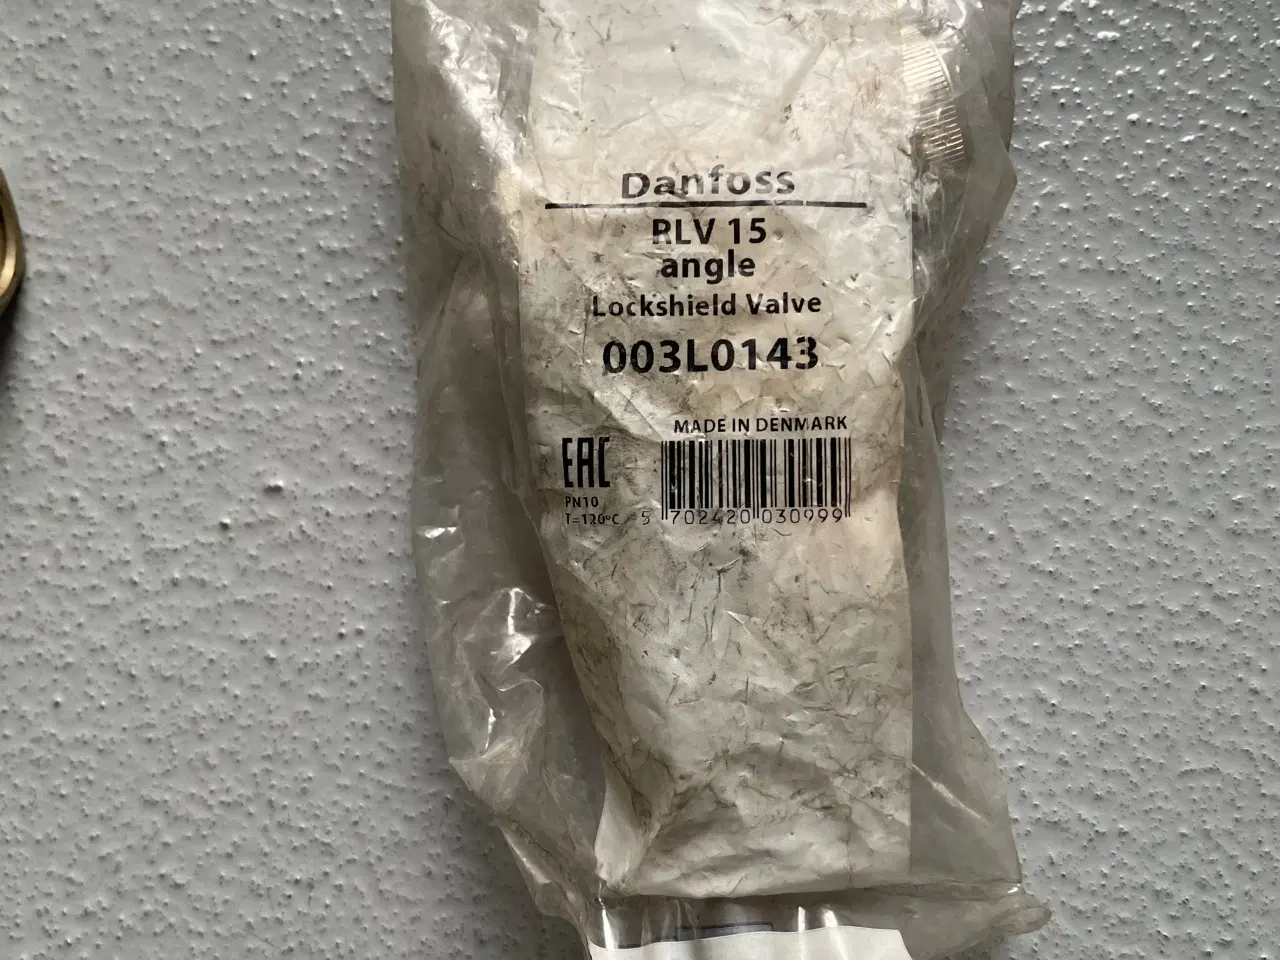 Danfoss
RLV 15
angle
Lockshield Valve
003L0143
MADE IN DENMARK
EAC
PN10
T=120°C
5 702420 030999